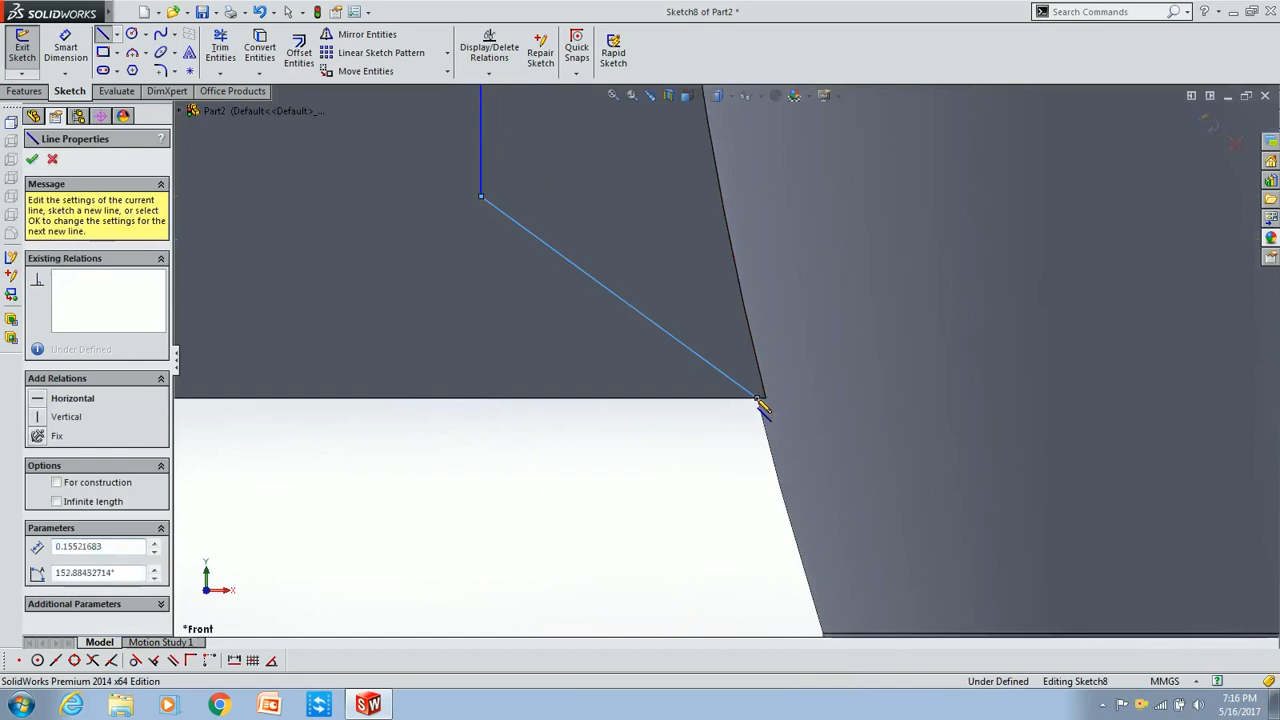 SOLIDWORKS
Sketch8 of Part2 *
Search Commands
Exit Sketch
Smart Dimension
Trim Entities
Convert Entities
Offset Entities
Mirror Entities
Linear Sketch Pattern
Move Entities
Display/Delete Relations
Repair Sketch
Quick Snaps
Rapid Sketch
Features
Sketch
Evaluate
DimXpert
Office Products
Part2 (Default<<Default>_...
Line Properties
?
Message
Edit the settings of the current
line, sketch a new line, or select
OK to change the settings for the
next new line.
Existing Relations
Under Defined
Add Relations
Horizontal
Vertical
Fix
Options
For construction
Infinite length
Parameters
0.15521683
152.88432714°
Additional Parameters
Y
X
*Front
Model
Motion Study 1
SolidWorks Premium 2014 x64 Edition
Under Defined
Editing Sketch8
MMGS
7:16 PM
5/16/2017